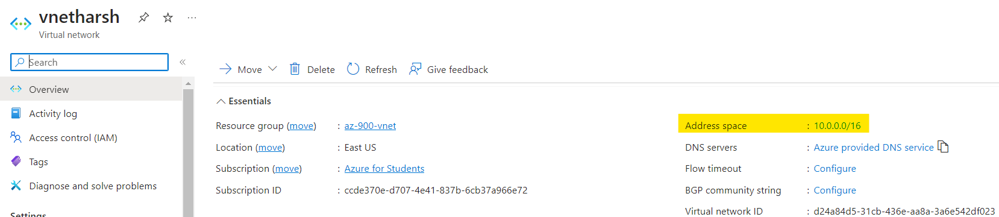 vnetharsh
Virtual network
Search
Overview
Activity log
Access control (IAM)
Tags
Diagnose and solve problems
Settings
Move
Delete
Refresh
Give feedback
Essentials
Resource group (move) : az-900-vnet
Location (move) : East US
Subscription (move) : Azure for Students
Subscription ID : ccde370e-d707-4e41-837b-6cb37a966e72
Address space : 10.0.0.0/16
DNS servers : Azure provided DNS service
Flow timeout : Configure
BGP community string : Configure
Virtual network ID : d24a84d5-31cb-436e-aa8a-3a6e542df023